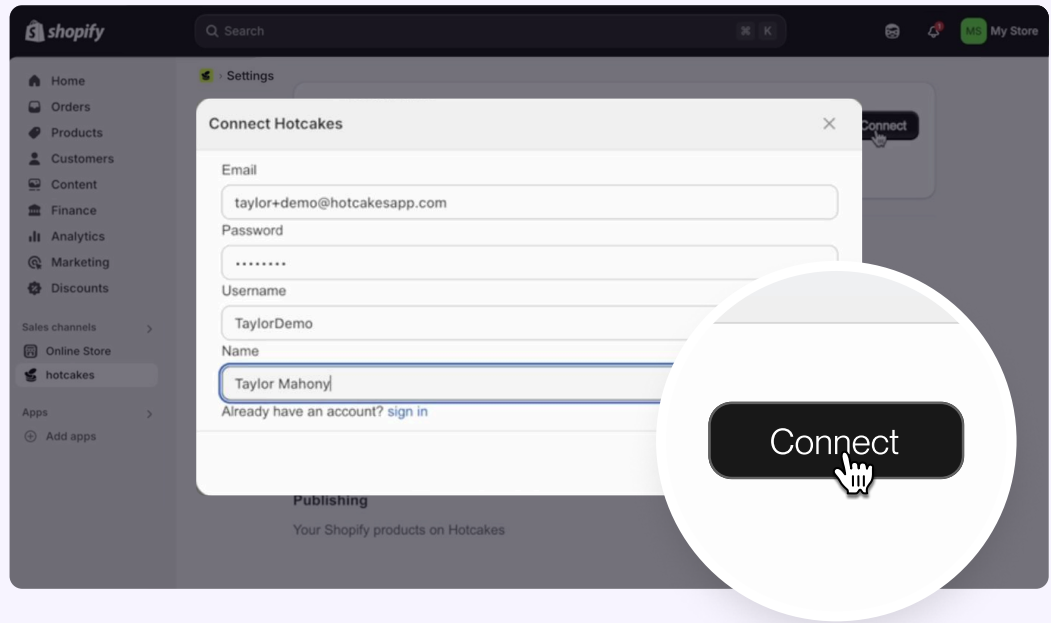 shopify
Search
⌘ K
1
MS My Store
Home
Orders
Products
Customers
Content
Finance
Analytics
Marketing
Discounts
Sales channels
Online Store
hotcakes
Apps
Add apps
Settings
Connect
Connect Hotcakes
Email
taylor+demo@hotcakesapp.com
Password
••••••••
Username
TaylorDemo
Name
Taylor Mahony
Already have an account? sign in
Connect
Publishing
Your Shopify products on Hotcakes